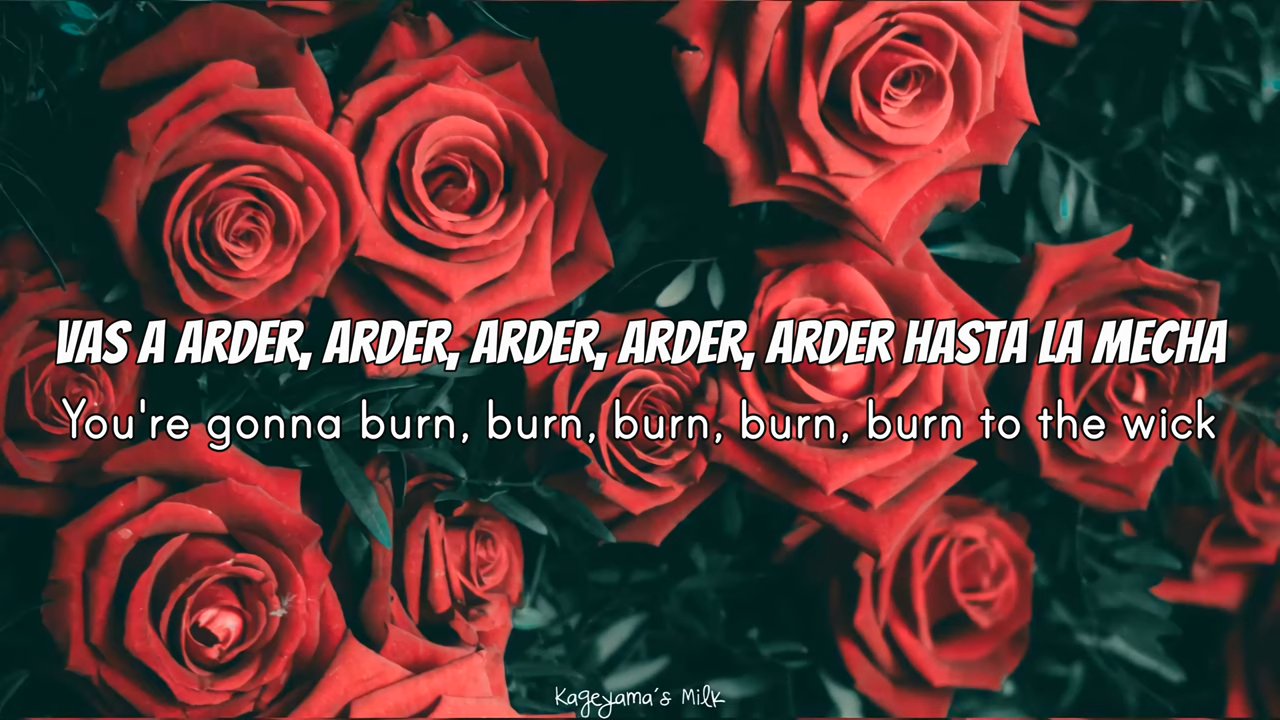 VAS A ARDER, ARDER, ARDER, ARDER, ARDER HASTA LA MECHA
You're gonna burn, burn, burn, burn, burn to the wick
Kageyama's Milk